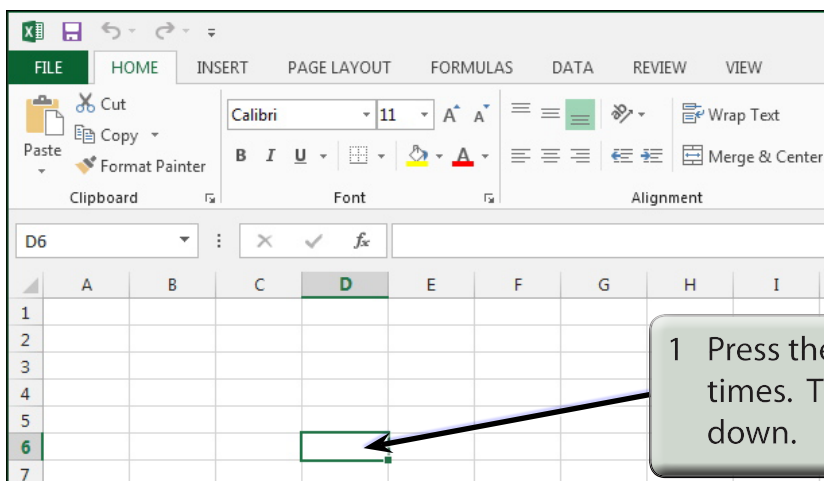 FILE HOME INSERT PAGE LAYOUT FORMULAS DATA REVIEW VIEW
Cut
Copy
Paste
Format Painter
Calibri 11 A A Wrap Text
B I U A Merge & Center
Clipboard Font Alignment
D6 fx
A B C D E F G H I
1
2
3
4
5
6
7
1 Press the
times. T
down.